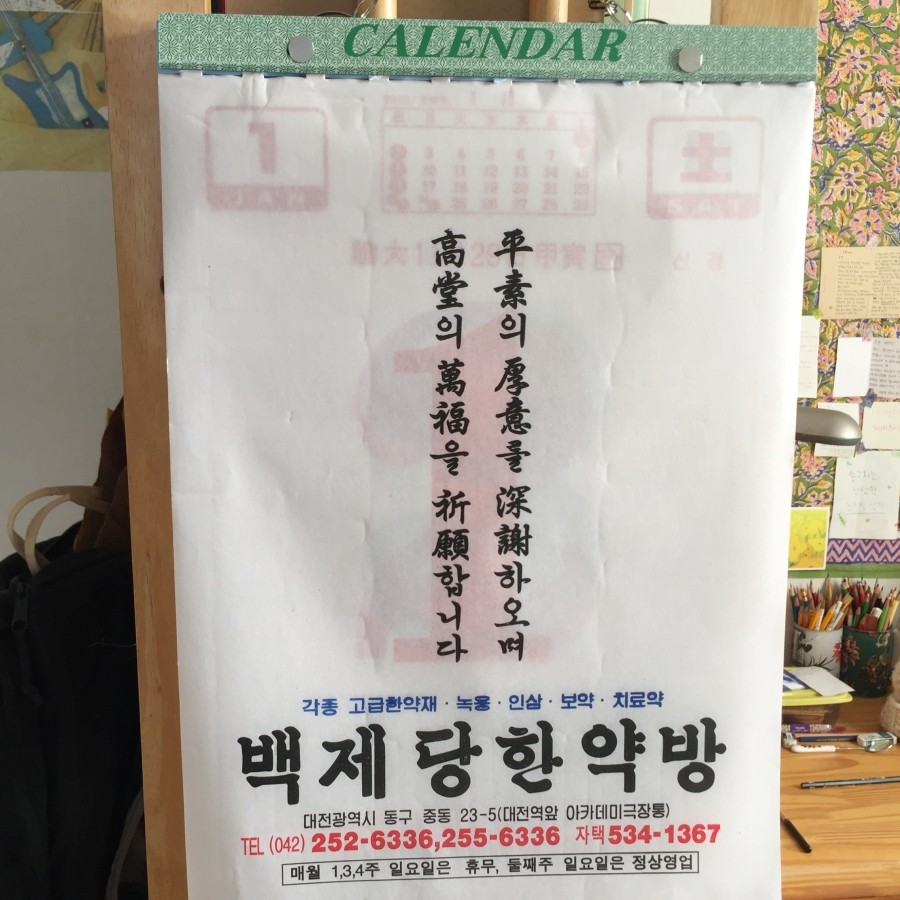 CALENDAR
平素의 厚意를 深謝하오며
高堂의 萬福을 祈願합니다
각종 고급한약재 · 녹용 · 인삼 · 보약 · 치료약
백제당한약방
대전광역시 동구 중동 23-5(대전역앞 아카데미극장통)
TEL (042) 252-6336,255-6336 자택 534-1367
매월 1,3,4주 일요일은 휴무, 둘째주 일요일은 정상영업